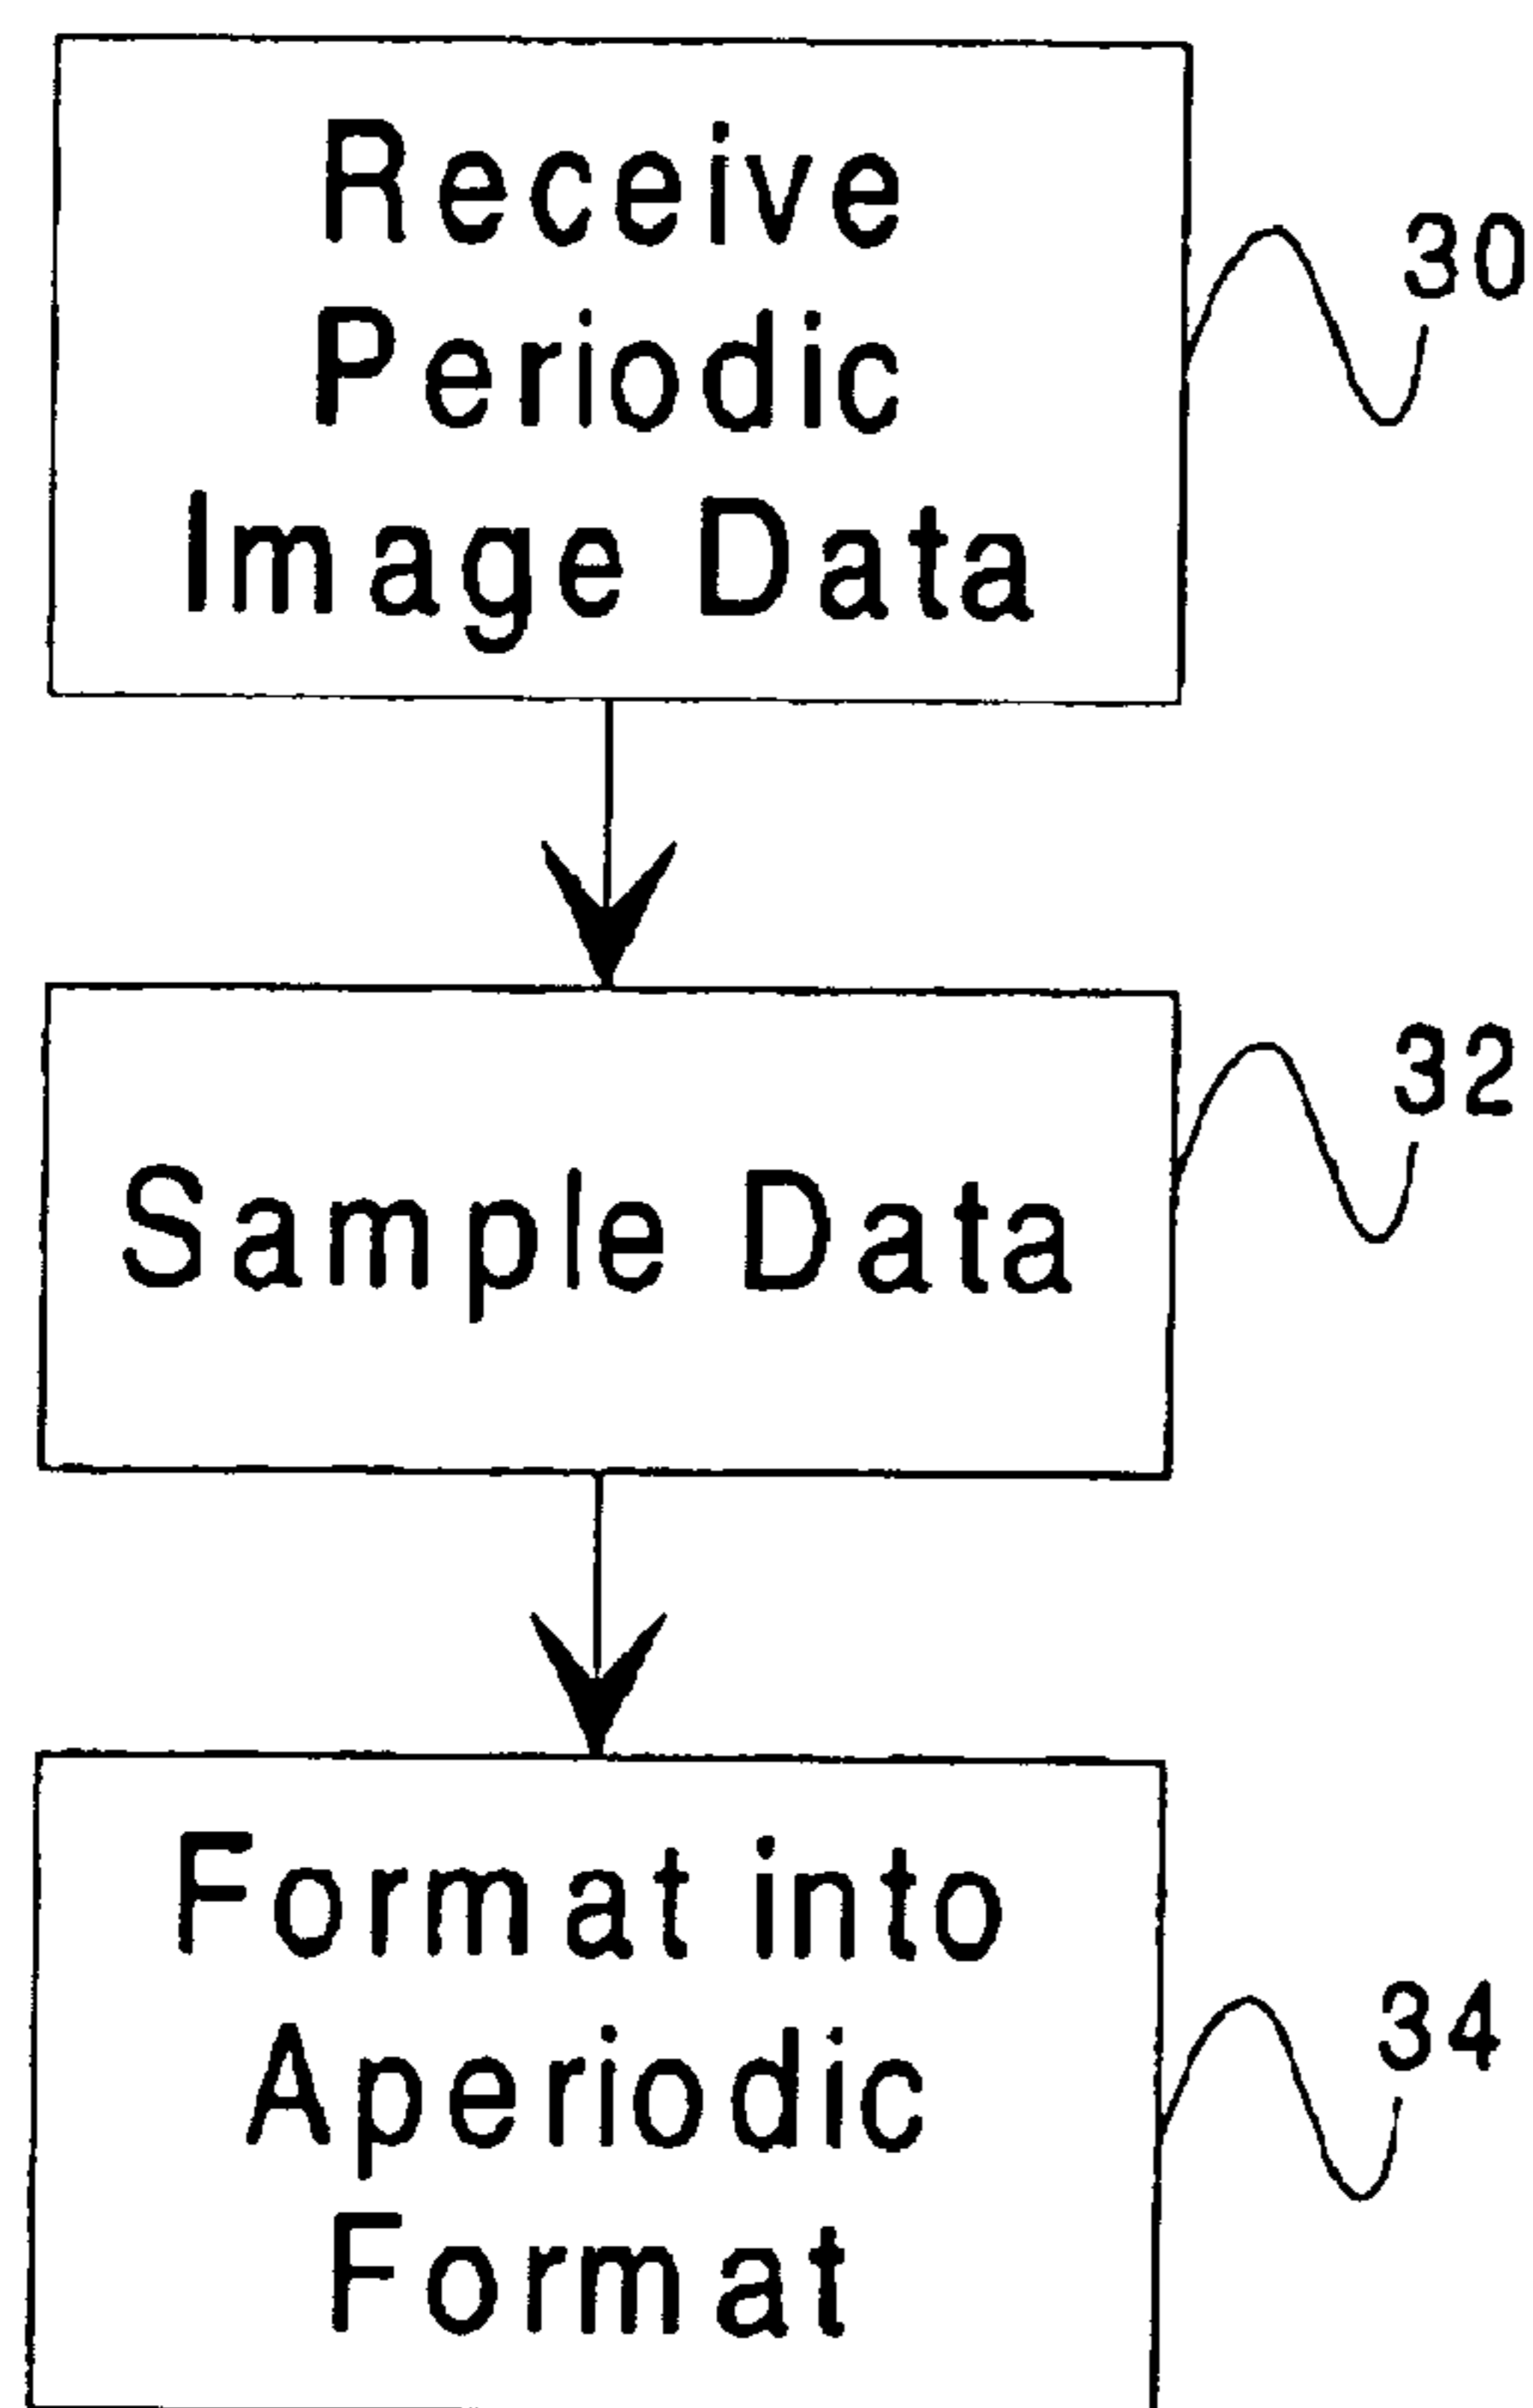 Receive
Periodic
Image Data
30
Sample Data
32
Format into
Aperiodic
Format
34